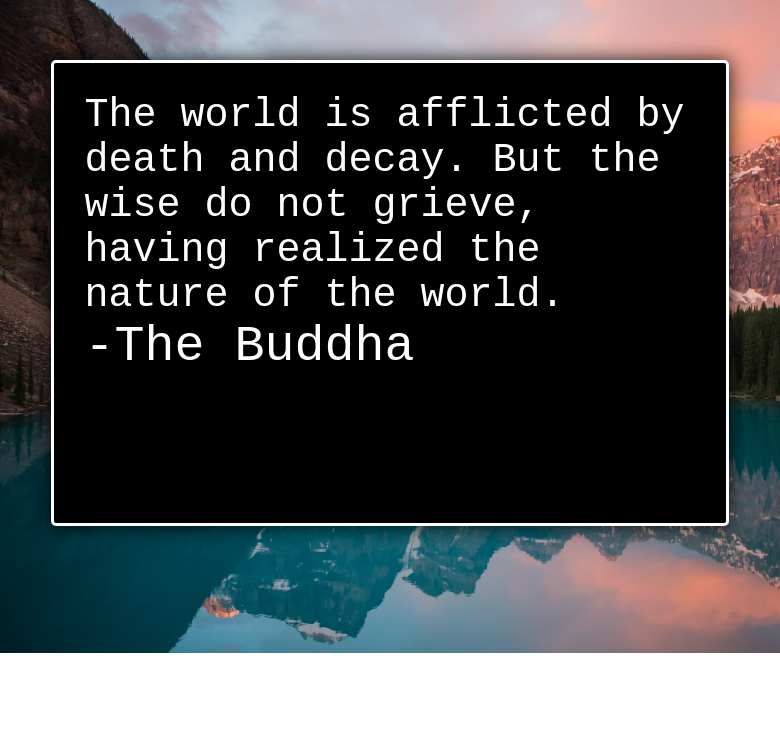 The world is afflicted by
death and decay. But the
wise do not grieve,
having realized the
nature of the world.
-The Buddha